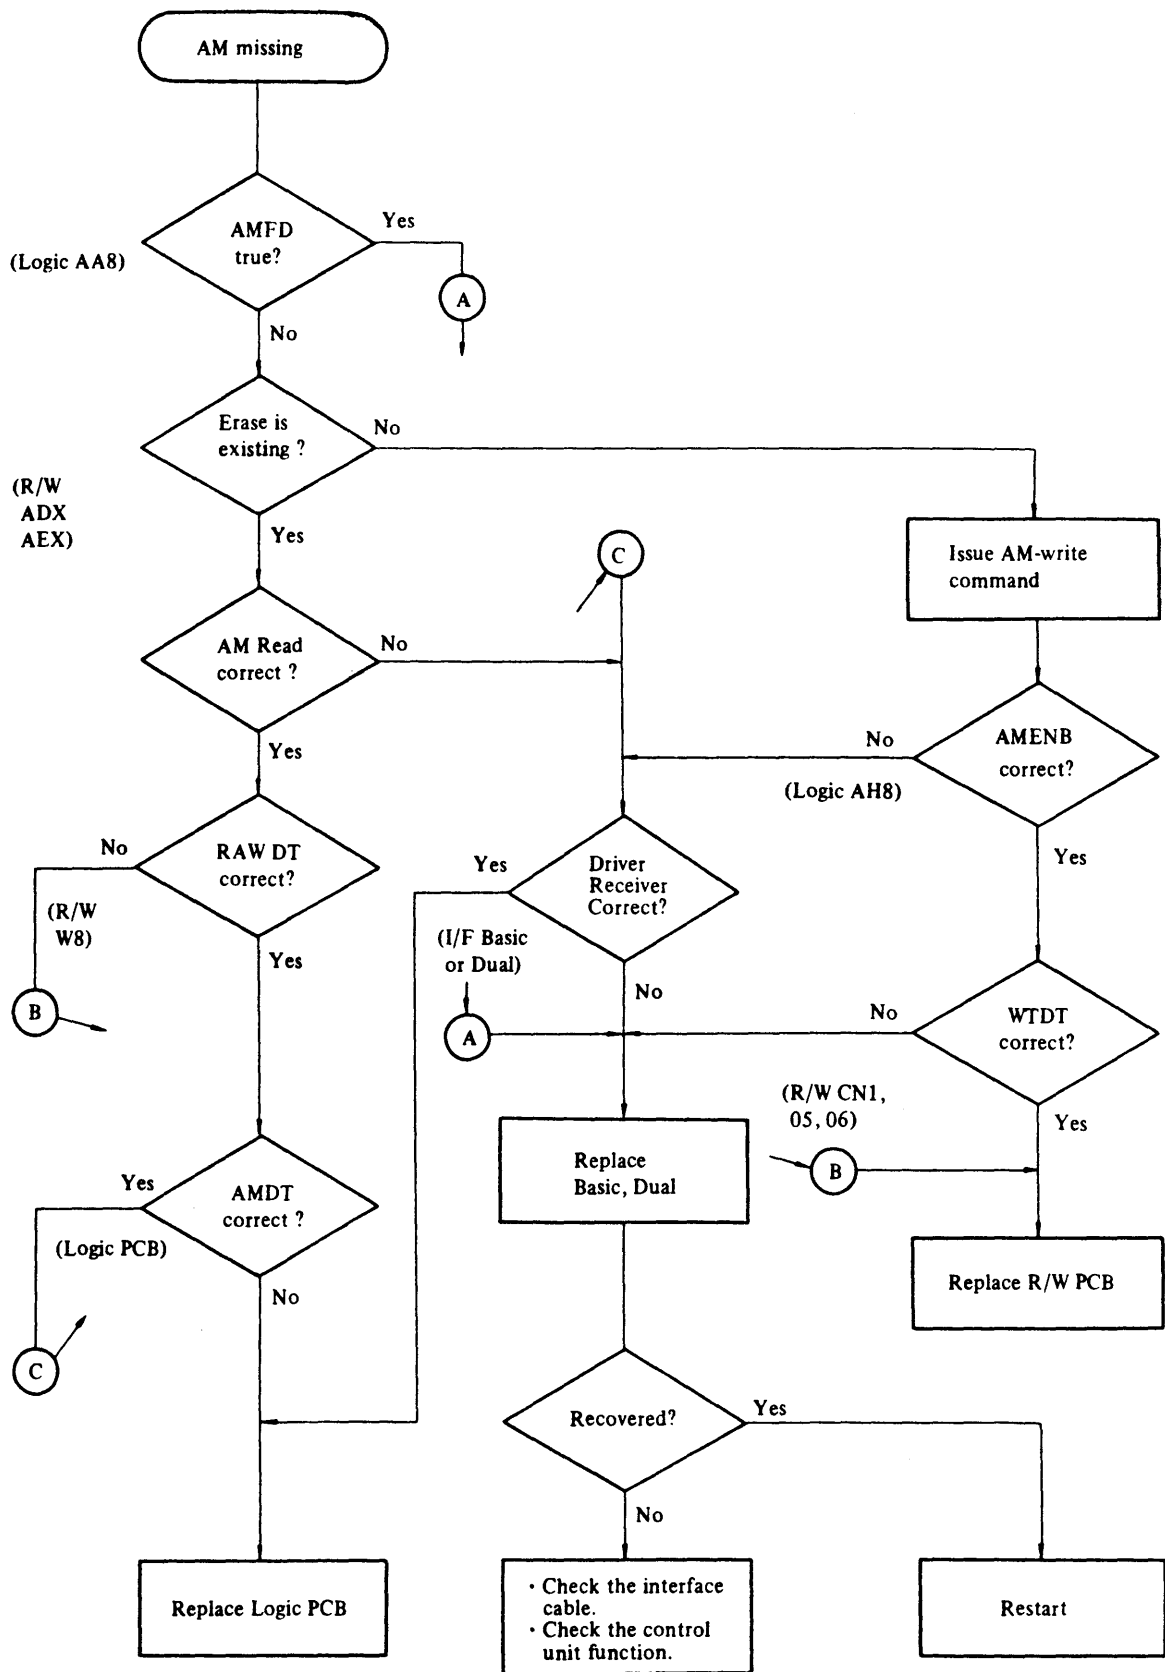 AM missing
AMFD
true?
Yes
(Logic AA8)
A
No
Erase is
existing ?
No
(R/W
ADX
AEX)
Yes
C
Issue AM-write
command
AM Read
correct ?
No
Yes
No
AMENB
correct?
(Logic AH8)
No
RAW DT
correct?
Yes
Driver
Receiver
Correct?
Yes
(R/W
W8)
Yes
(I/F Basic
or Dual)
No
B
A
No
WTDT
correct?
(R/W CN1,
05, 06)
Yes
B
Replace
Basic, Dual
Yes
AMDT
correct ?
(Logic PCB)
No
Replace R/W PCB
C
Recovered?
Yes
No
Replace Logic PCB
· Check the interface
cable.
· Check the control
unit function.
Restart